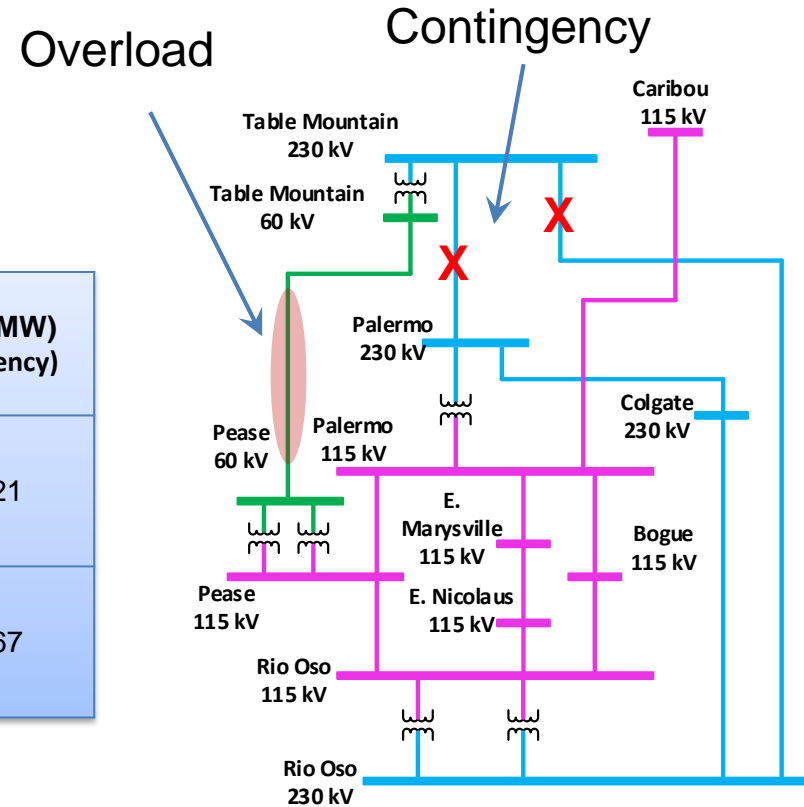 Overload
Contingency
Caribou
115 kV
Table Mountain
230 kV
Table Mountain
60 kV
X
X
MW)
ency)
21
67
Palermo
230 kV
Colgate
230 kV
Pease
60 kV
Palermo
115 kV
E.
Marysville
115 kV
Bogue
115 kV
E. Nicolaus
115 kV
Pease
115 kV
Rio Oso
115 kV
Rio Oso
230 kV